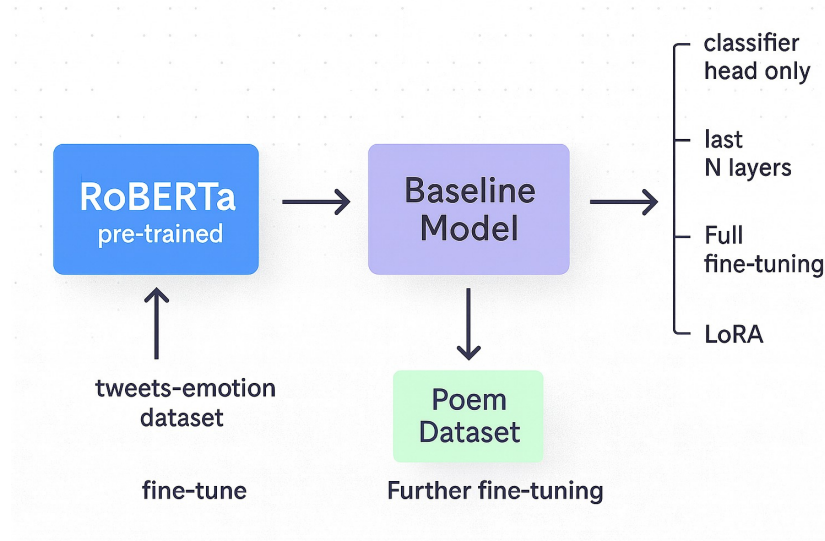 RoBERTa
pre-trained
tweets-emotion
dataset
fine-tune
Baseline
Model
Poem
Dataset
Further fine-tuning
classifier
head only
last
N layers
Full
fine-tuning
LoRA